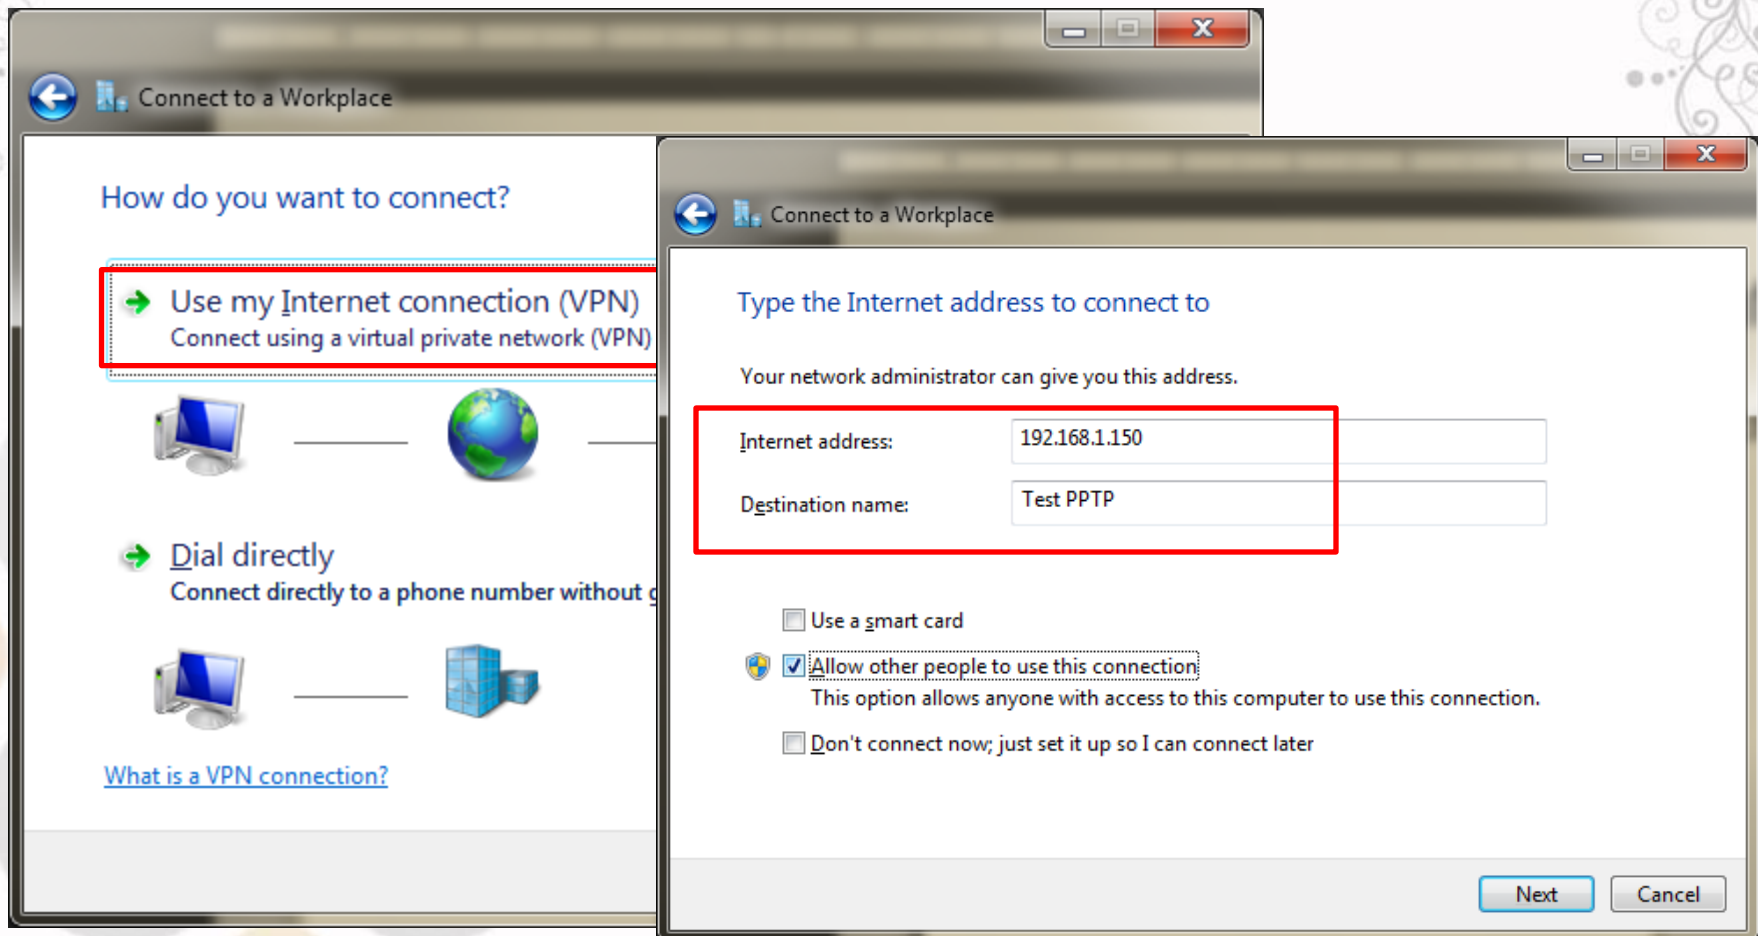 Connect to a Workplace
How do you want to connect?
Use my Internet connection (VPN)
Connect using a virtual private network (VPN)
Dial directly
Connect directly to a phone number without
What is a VPN connection?
Connect to a Workplace
Type the Internet address to connect to
Your network administrator can give you this address.
Internet address: 192.168.1.150
Destination name: Test PPTP
Use a smart card
Allow other people to use this connection
This option allows anyone with access to this computer to use this connection.
Don't connect now; just set it up so I can connect later
Next Cancel